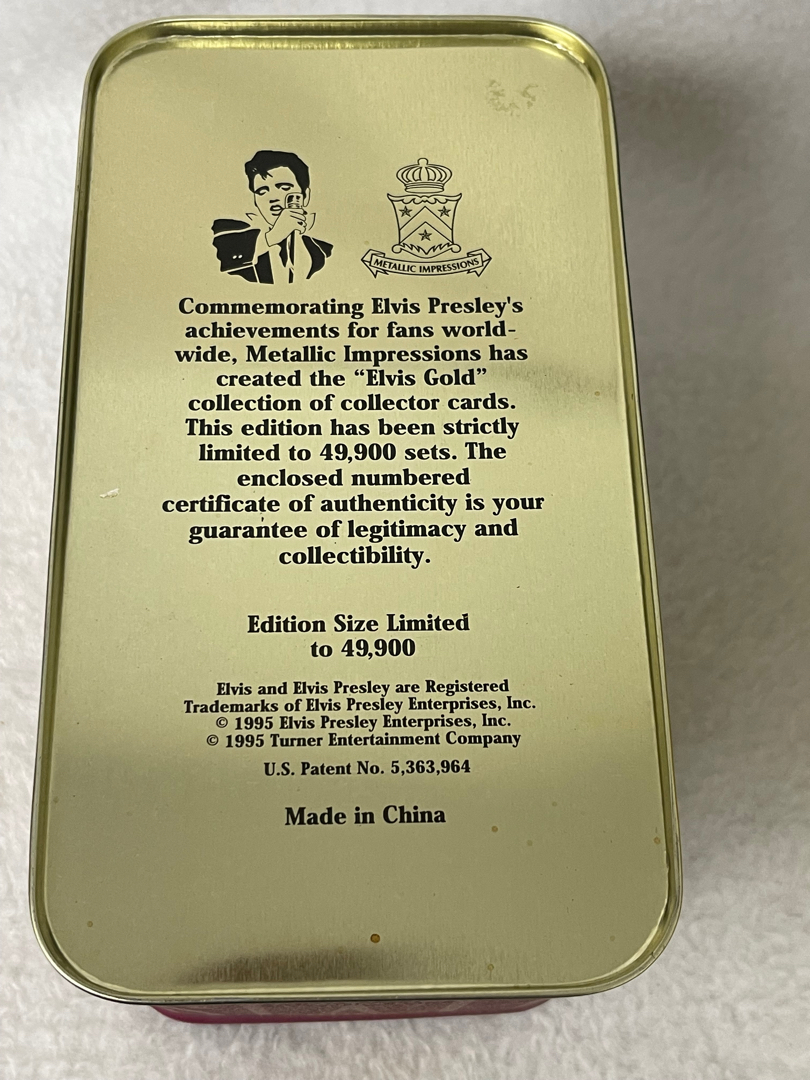 METALLIC IMPRESSIONS
Commemorating Elvis Presley's
achievements for fans world-
wide, Metallic Impressions has
created the “Elvis Gold”
collection of collector cards.
This edition has been strictly
limited to 49,900 sets. The
enclosed numbered
certificate of authenticity is your
guarantee of legitimacy and
collectibility.
Edition Size Limited
to 49,900
Elvis and Elvis Presley are Registered
Trademarks of Elvis Presley Enterprises, Inc.
© 1995 Elvis Presley Enterprises, Inc.
© 1995 Turner Entertainment Company
U.S. Patent No. 5,363,964
Made in China